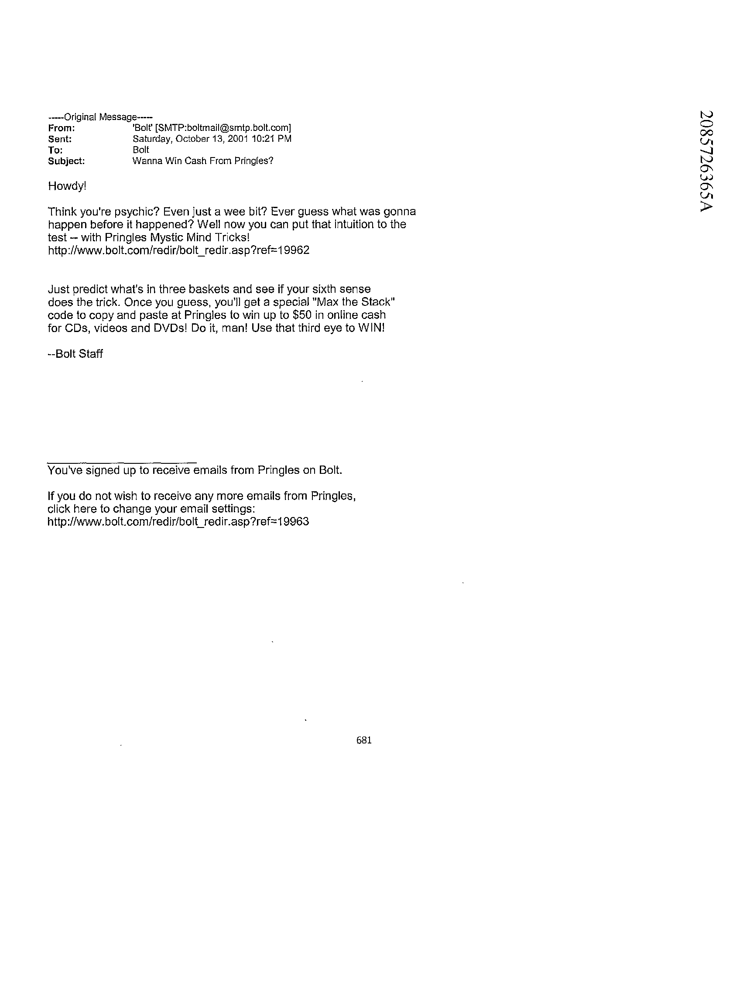 -----Original Message-----
From: 'Bolt' [SMTP:boltmail@smtp.bolt.com]
Sent: Saturday, October 13, 2001 10:21 PM
To: Bolt
Subject: Wanna Win Cash From Pringles?
Howdy!
Think you're psychic? Even just a wee bit? Ever guess what was gonna
happen before it happened? Well now you can put that intuition to the
test -- with Pringles Mystic Mind Tricks!
http://www.bolt.com/redir/bolt_redir.asp?ref=19962
Just predict what's in three baskets and see if your sixth sense
does the trick. Once you guess, you'll get a special "Max the Stack"
code to copy and paste at Pringles to win up to $50 in online cash
for CDs, videos and DVDs! Do it, man! Use that third eye to WIN!
--Bolt Staff
You've signed up to receive emails from Pringles on Bolt.
If you do not wish to receive any more emails from Pringles,
click here to change your email settings:
http://www.bolt.com/redir/bolt_redir.asp?ref=19963
681
2085726365A